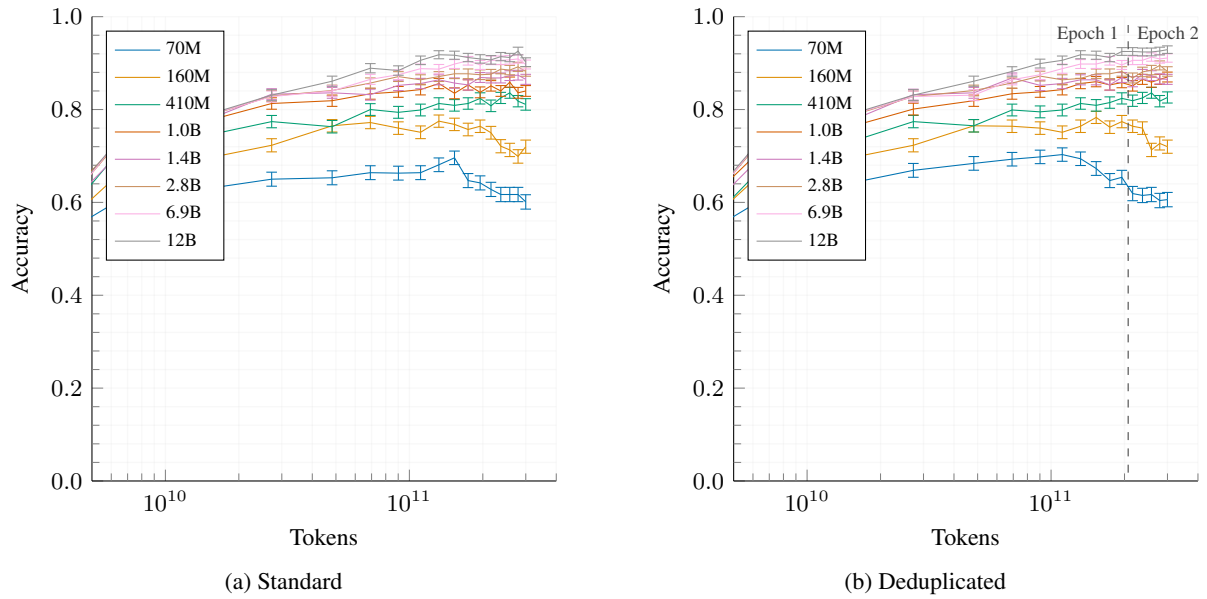 1.0
0.8
0.6
0.4
0.2
0.0
Accuracy
70M
160M
410M
1.0B
1.4B
2.8B
6.9B
12B
10^10
10^11
Tokens
(a) Standard
1.0
0.8
0.6
0.4
0.2
0.0
Accuracy
70M
160M
410M
1.0B
1.4B
2.8B
6.9B
12B
Epoch 1
Epoch 2
10^10
10^11
Tokens
(b) Deduplicated